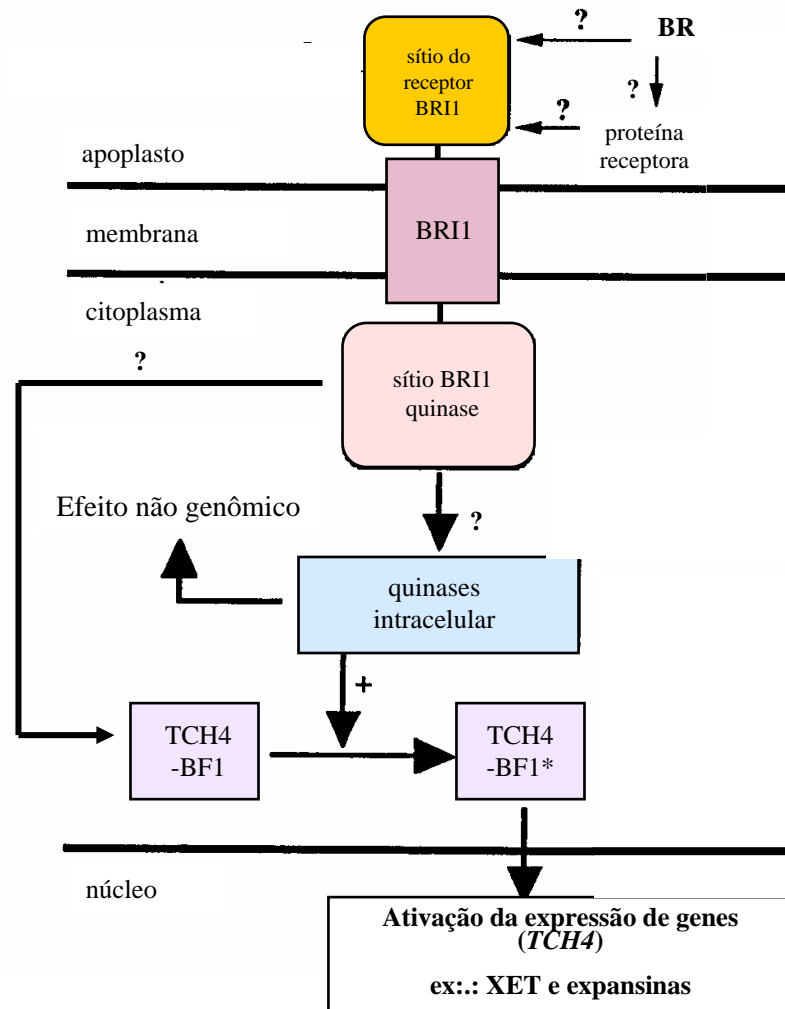 ?
BR
sítio do
receptor
BRI1
?
?
proteína
receptora
apoplasto
membrana
BRI1
citoplasma
?
sítio BRI1
quinase
Efeito não genômico
?
quinases
intracelular
+
TCH4
-BF1
TCH4
-BF1*
núcleo
Ativação da expressão de genes
(TCH4)
ex:.: XET e expansinas